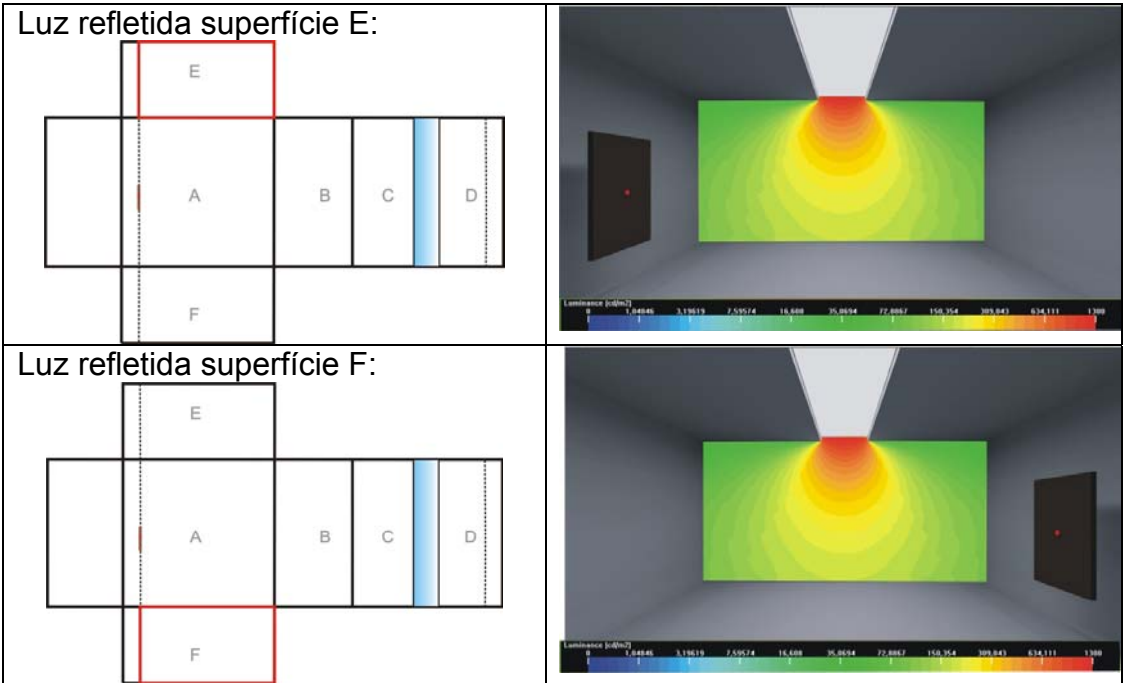 Luz refletida superfície E:
E
A
B
C
D
F
Luminance [cd/m2]
0 1,04846 3,19619 7,59574 16,608 35,0694 72,8867 150,354 309,043 634,111 1300
Luz refletida superfície F:
E
A
B
C
D
F
Luminance [cd/m2]
0 1,04846 3,19619 7,59574 16,608 35,0694 72,8867 150,354 309,043 634,111 1300